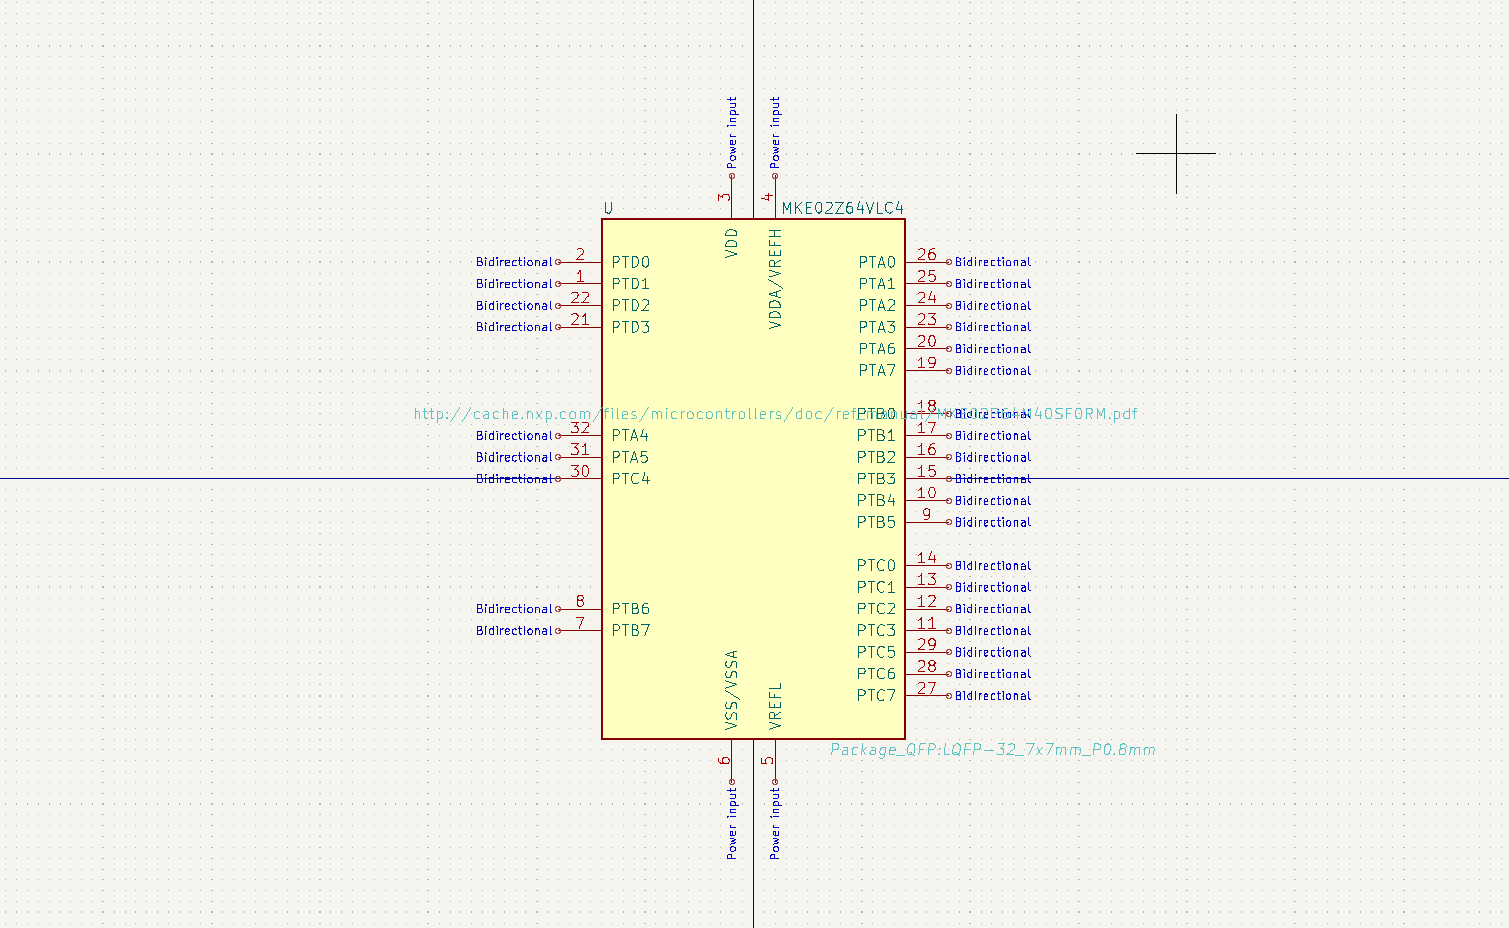 Power input Power input
3 4
U MKE02Z64VLC4
VDD VDDA/VREFH
Bidirectional 2 PTD0 PTA0 26 Bidirectional
Bidirectional 1 PTD1 PTA1 25 Bidirectional
Bidirectional 22 PTD2 PTA2 24 Bidirectional
Bidirectional 21 PTD3 PTA3 23 Bidirectional
PTA6 20 Bidirectional
PTA7 19 Bidirectional
PTB0 18 Bidirectional
http://cache.nxp.com/files/microcontrollers/doc/ref_manual/
Bidirectional 32 PTA4 PTB1 17 Bidirectional
Bidirectional 31 PTA5 PTB2 16 Bidirectional
Bidirectional 30 PTC4 PTB3 15 Bidirectional
PTB4 10 Bidirectional
PTB5 9 Bidirectional
PTC0 14 Bidirectional
PTC1 13 Bidirectional
Bidirectional 8 PTB6 PTC2 12 Bidirectional
Bidirectional 7 PTB7 PTC3 11 Bidirectional
PTC5 29 Bidirectional
PTC6 28 Bidirectional
PTC7 27 Bidirectional
VSS/VSSA VREFL
Package_QFP:LQFP-32_7x7mm_P0.8mm
6 5
Power input Power input